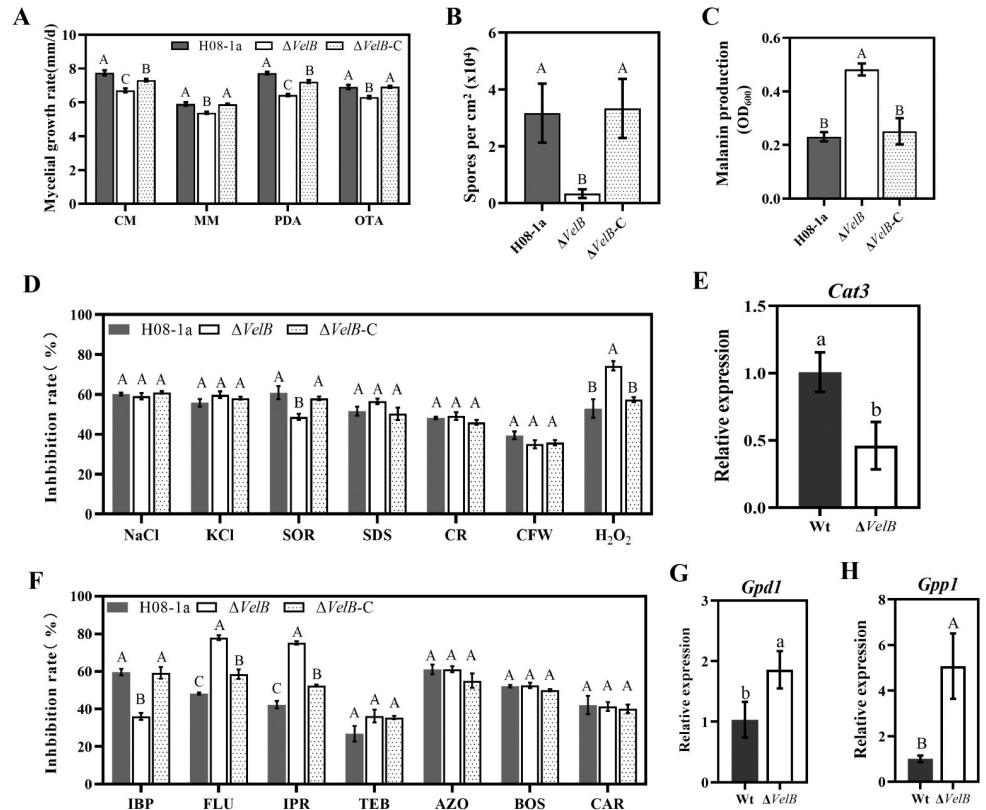 A
Mycelial growth rate(mm/d)
10
8
6
4
2
0
H08-1a ΔVelB ΔVelB-C
A C B
A B A
A C B
A B A
CM MM PDA OTA
B
Spores per cm² (x10⁴)
6
4
2
0
A B A
H08-1a ΔVelB ΔVelB-C
C
Malanin production
(OD₆₀₀)
0.6
0.4
0.2
0.0
B A B
H08-1a ΔVelB ΔVelB-C
D
Inhibition rate( %)
100
80
60
40
20
0
H08-1a ΔVelB ΔVelB-C
A A A
A A A
A B A
A A A
A A A
A A A
B A B
NaCl KCl SOR SDS CR CFW H₂O₂
E
Cat3
Relative expression
1.5
1.0
0.5
0.0
a b
Wt ΔVelB
F
Inhibition rate( %)
100
80
60
40
20
0
H08-1a ΔVelB ΔVelB-C
A B A
C A B
C A B
A A A
A A A
A A A
A A A
IBP FLU IPR TEB AZO BOS CAR
G
Gpd1
Relative expression
3
2
1
0
b a
Wt ΔVelB
H
Gpp1
Relative expression
8
6
4
2
0
B A
Wt ΔVelB